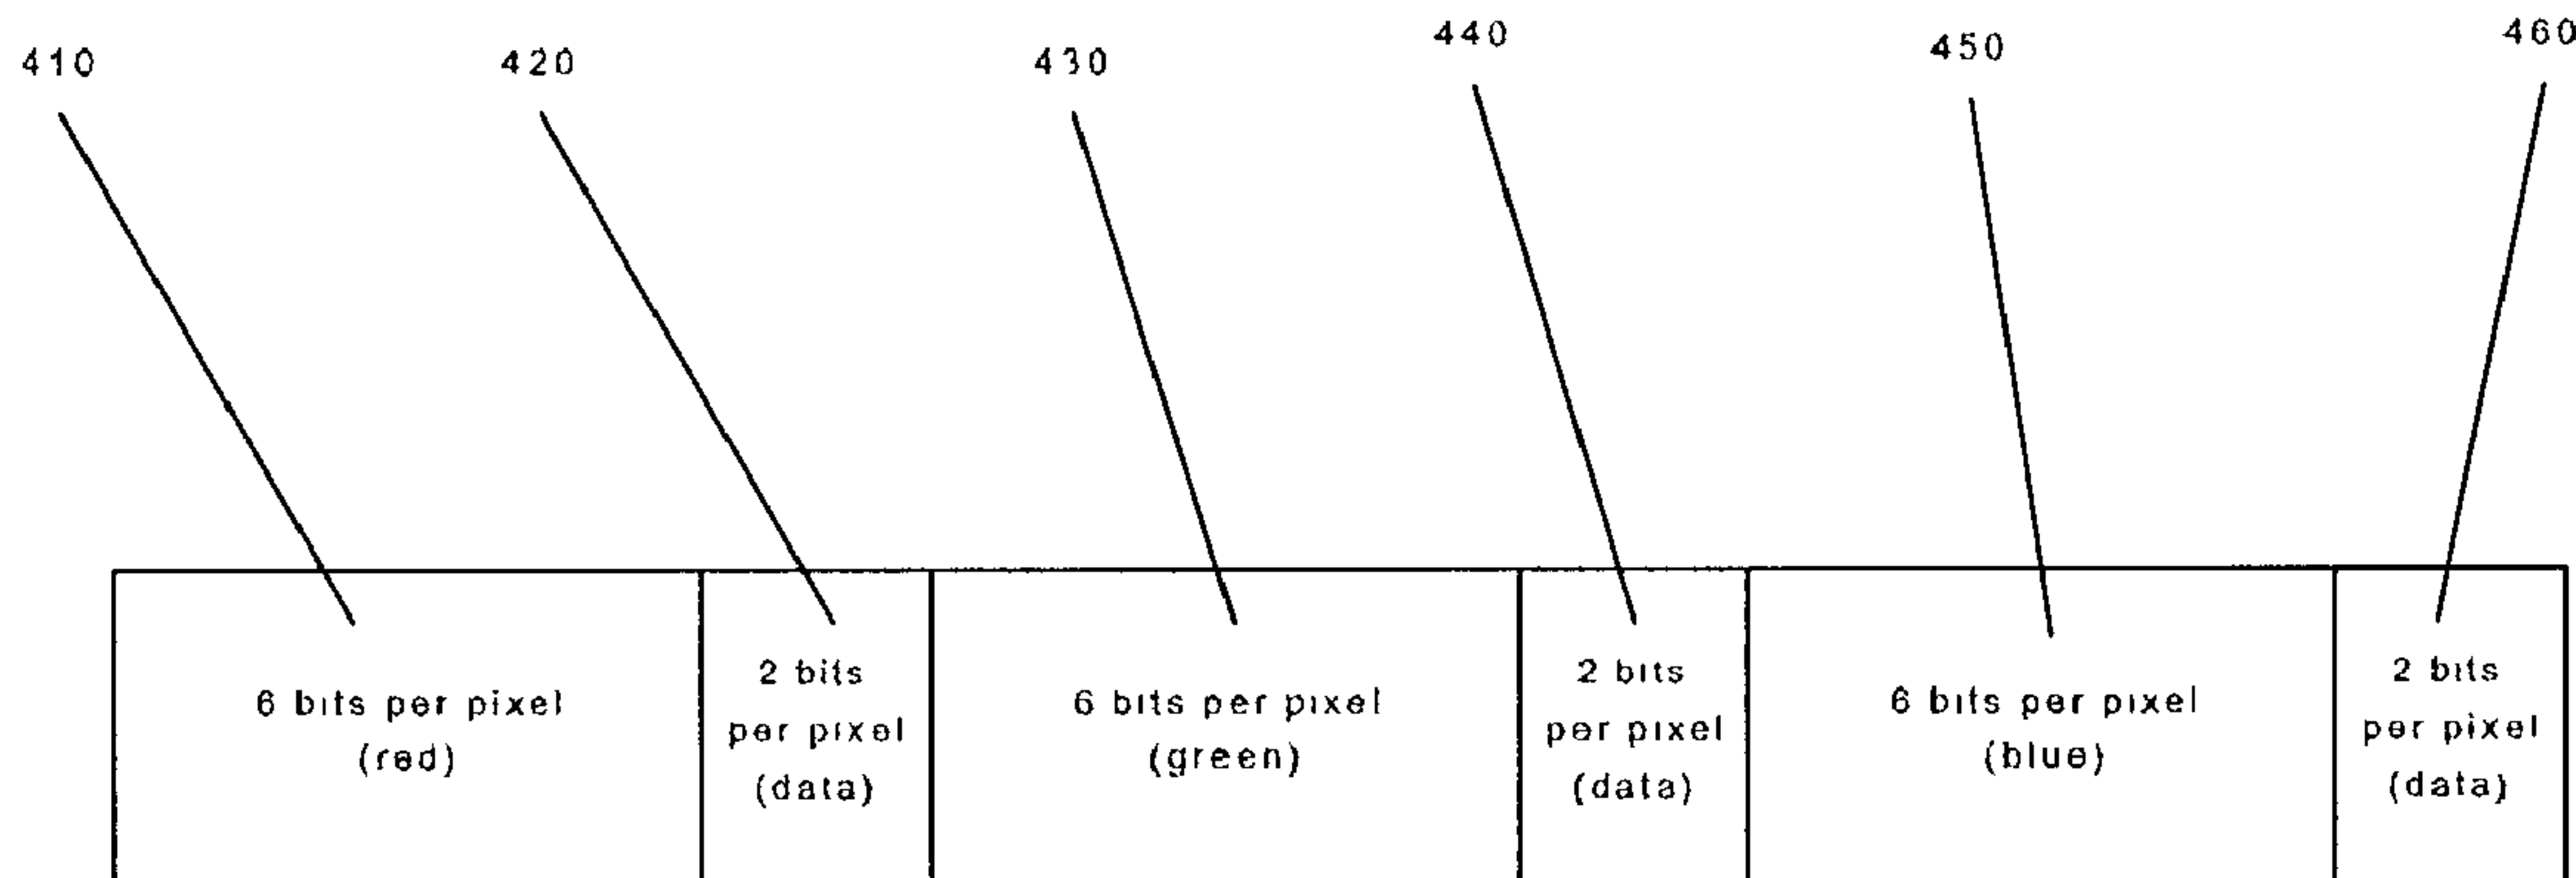 410
420
430
440
450
460
6 bits per pixel
(red)
2 bits
per pixel
(data)
6 bits per pixel
(green)
2 bits
per pixel
(data)
6 bits per pixel
(blue)
2 bits
per pixel
(data)